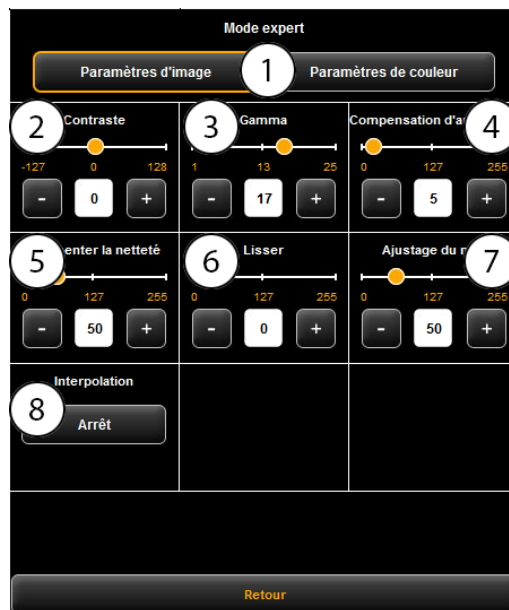 Mode expert
Paramètres d'image 1 Paramètres de couleur
2 Contraste 3 Gamma Compensation 4
-127 0 128 1 13 25 0 127 255
- 0 + - 17 + - 5 +
5 la netteté 6 Lisser 7 Ajustage du
0 127 255 0 127 255 0 127 255
- 50 + - 0 + - 50 +
Interpolation
8 Arrêt
Retour